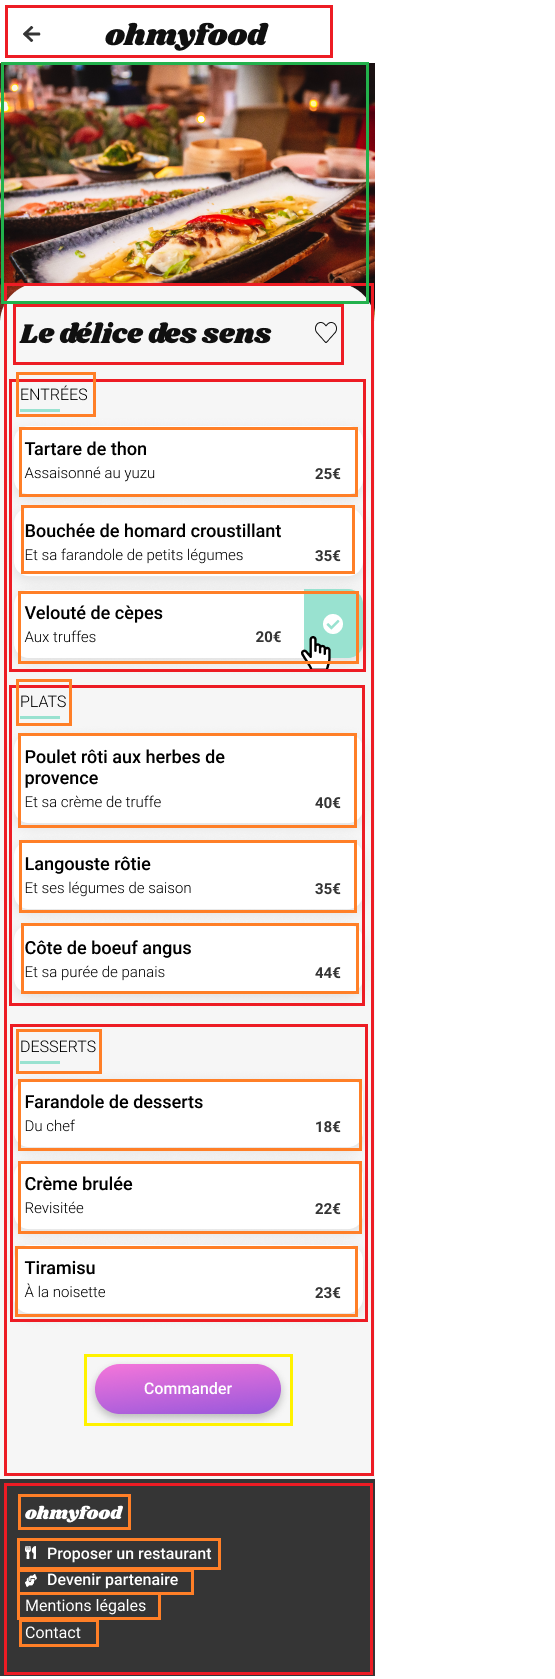 ohmyfood
Le délice des sens
ENTRÉES
Tartare de thon
Assaisonné au yuzu 25€
Bouchée de homard croustillant
Et sa farandole de petits légumes 35€
Velouté de cèpes
Aux truffes 20€
PLATS
Poulet rôti aux herbes de
provence
Et sa crème de truffe 40€
Langouste rôtie
Et ses légumes de saison 35€
Côte de boeuf angus
Et sa purée de panais 44€
DESSERTS
Farandole de desserts
Du chef 18€
Crème brulée
Revisitée 22€
Tiramisu
À la noisette 23€
Commander
ohmyfood
Proposer un restaurant
Devenir partenaire
Mentions légales
Contact